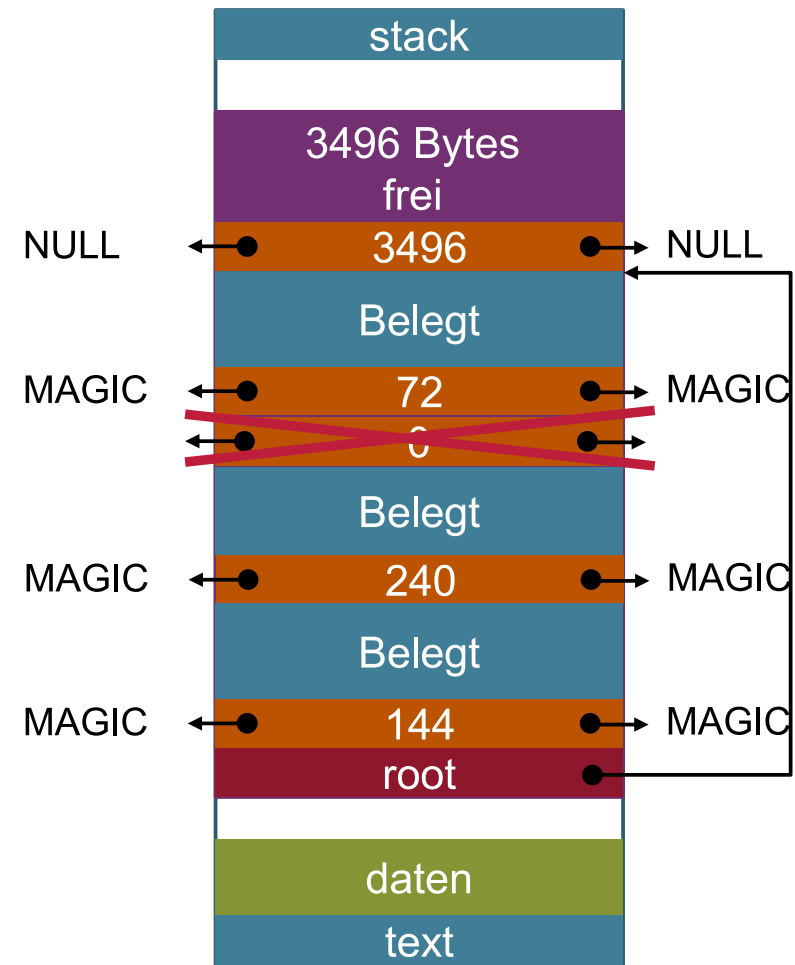 stack
3496 Bytes
frei
NULL 3496 NULL
Belegt
MAGIC 72 MAGIC
0
Belegt
MAGIC 240 MAGIC
Belegt
MAGIC 144 MAGIC
root
daten
text